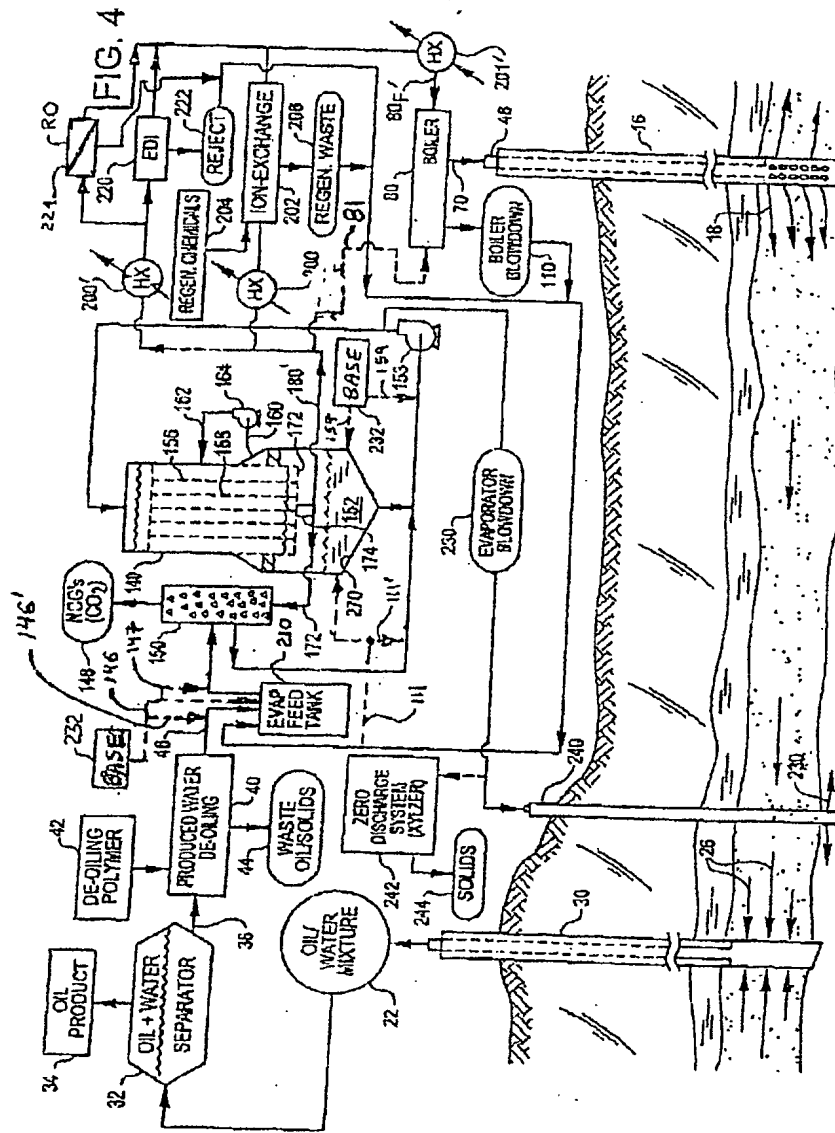 FIG. 4
34
OIL PRODUCT
32
OIL + WATER SEPARATOR
36
42
DE-OILING POLYMER
PRODUCED WATER DE-OILING
40
44
WASTE OIL/SOLIDS
22
OIL/ WATER MIXTURE
30
26
232
BASE
146
147
146'
46
148
NCG's (CO2)
150
EVAP FEED TANK
210
172
111
111'
ZERO DISCHARGE SYSTEM (XYLZER)
242
SOLIDS
244
240
230
140
156
168
162
164
160
180'
172
270
152
174
BASE
232
159
159
153
230
EVAPORATOR BLOWDOWN
200'
HX
REGEN. CHEMICALS
204
HX
200
ION-EXCHANGE
202
REGEN. WASTE
208
81
220
EDI
REJECT
222
224
RO
HX
201'
80F'
80
BOILER
70
BOILER BLOWDOWN
110
48
16
18